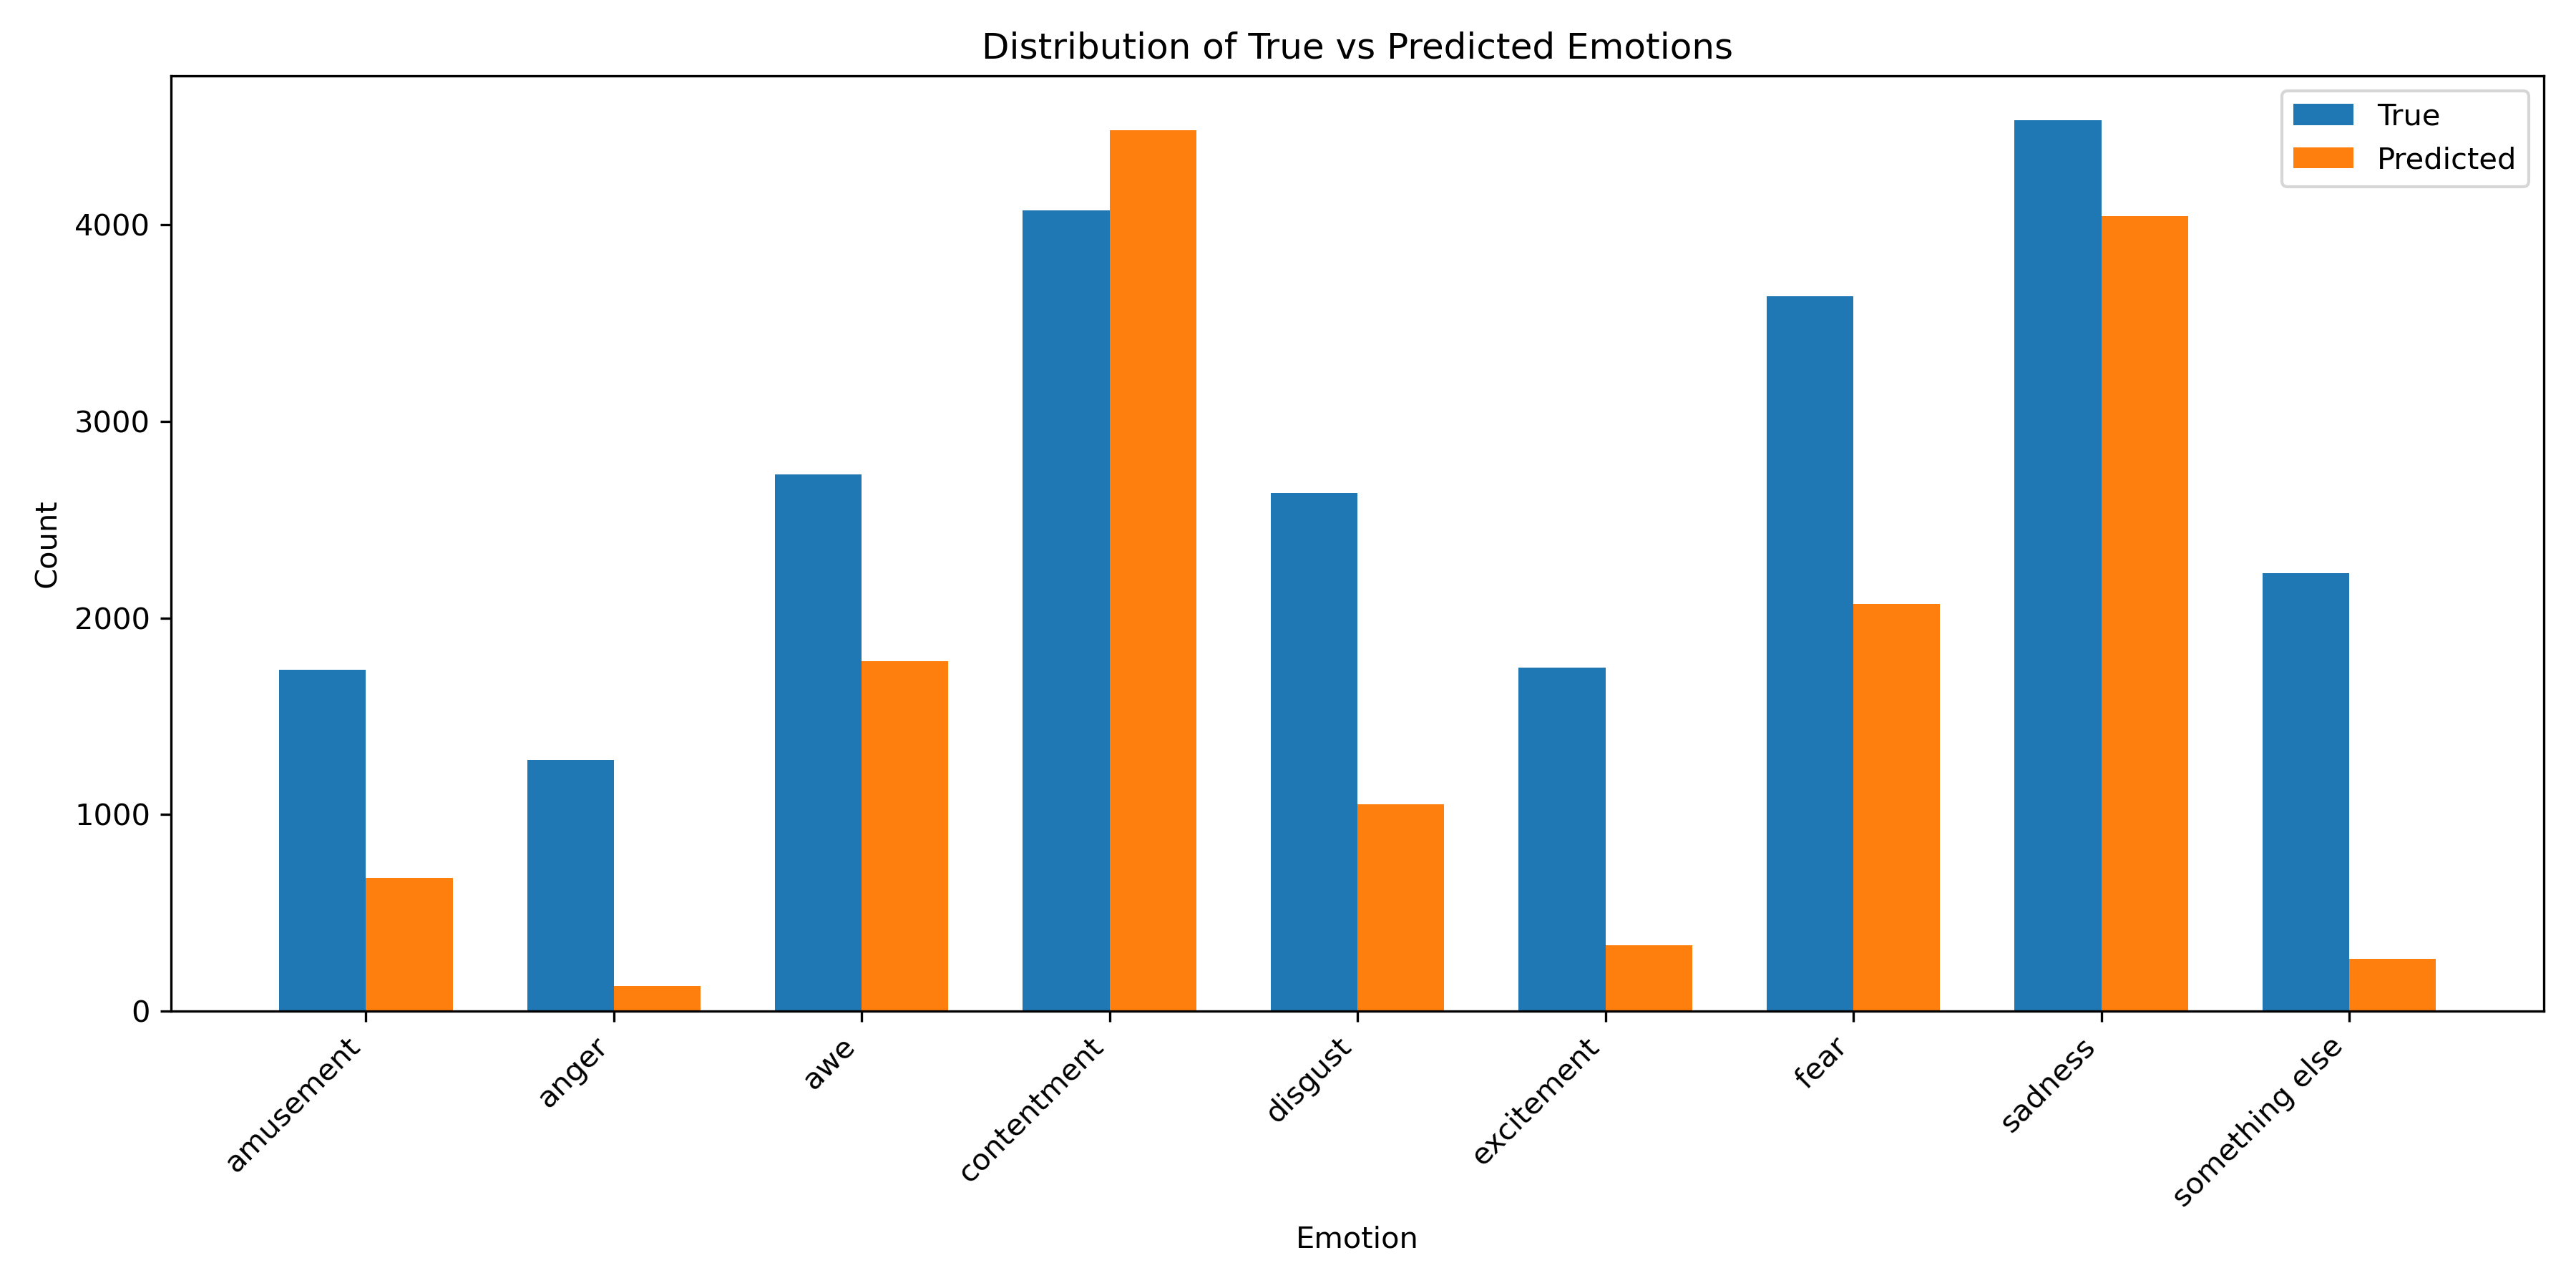 Distribution of True vs Predicted Emotions
True
Predicted
Count
4000
3000
2000
1000
0
amusement
anger
awe
contentment
disgust
excitement
fear
sadness
something else
Emotion